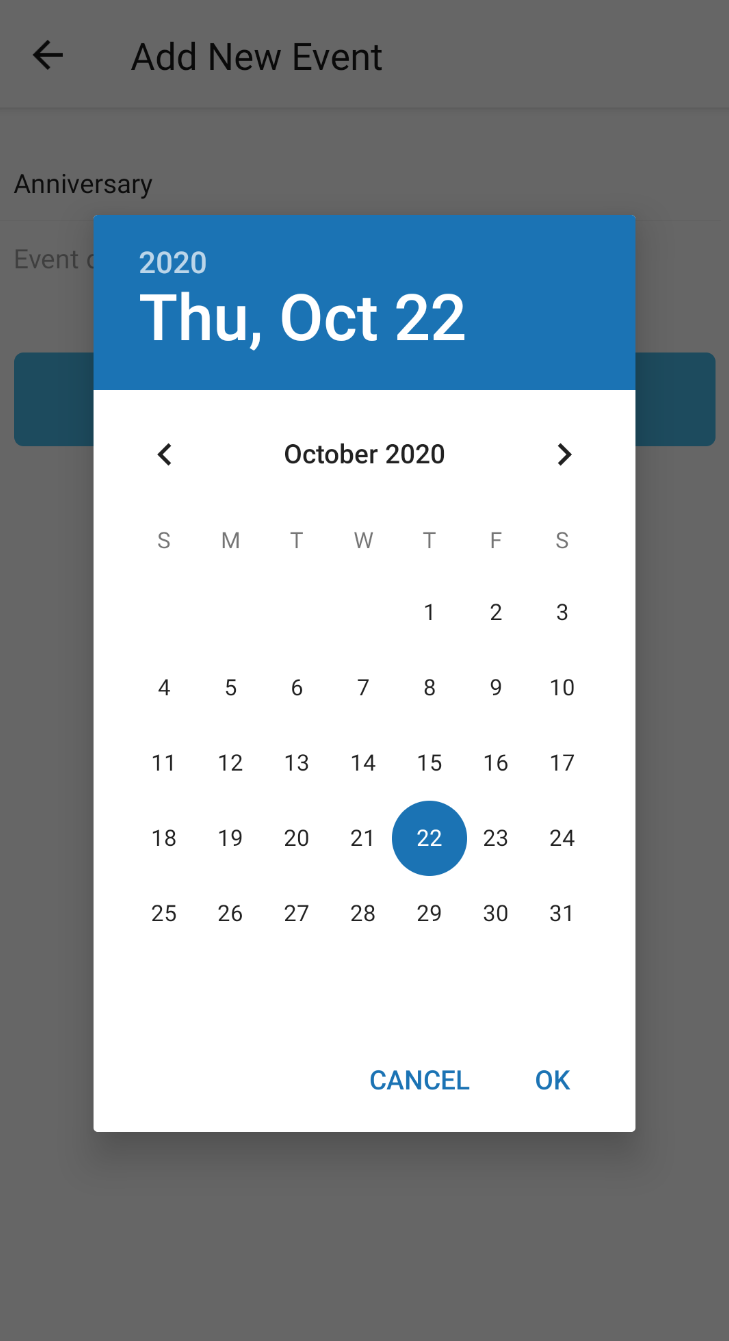 Add New Event
Anniversary
Event
2020
Thu, Oct 22
October 2020
S M T W T F S
1 2 3
4 5 6 7 8 9 10
11 12 13 14 15 16 17
18 19 20 21 22 23 24
25 26 27 28 29 30 31
CANCEL OK